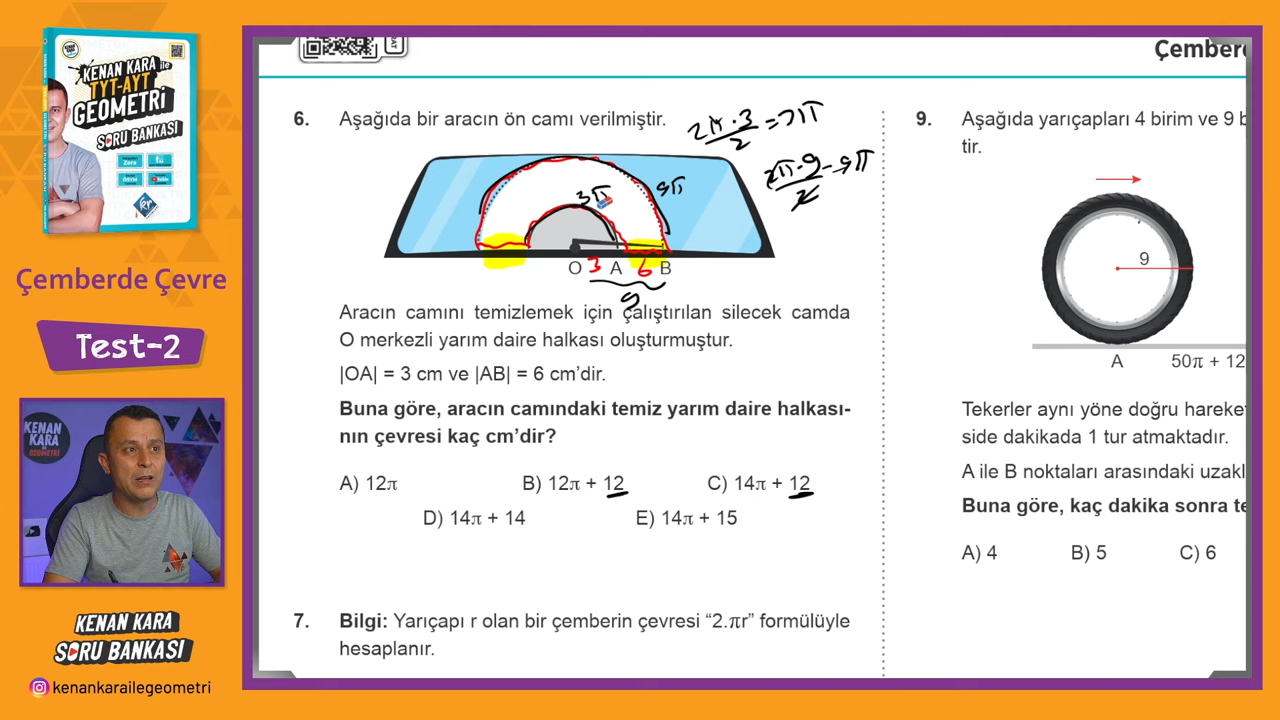 KENAN KARA ile
TYT-AYT
GEOMETRİ
SORU BANKASI
Çemberde Çevre
Test-2
KENAN
KARA
GEOMETRİ
KENAN KARA
SORU BANKASI
kenankarailegeometri
Çemberd
6. Aşağıda bir aracın ön camı verilmiştir.
2π·3/2=3π
2π·9/2→9π
3π
9π
O 3 A 6 B
9
Aracın camını temizlemek için çalıştırılan silecek camda
O merkezli yarım daire halkası oluşturmuştur.
|OA| = 3 cm ve |AB| = 6 cm’dir.
Buna göre, aracın camındaki temiz yarım daire halkası-
nın çevresi kaç cm’dir?
A) 12π B) 12π + 12 C) 14π + 12
D) 14π + 14 E) 14π + 15
7. Bilgi: Yarıçapı r olan bir çemberin çevresi “2.πr” formülüyle
hesaplanır.
9. Aşağıda yarıçapları 4 birim ve 9 b
tir.
9
A 50π + 12
Tekerler aynı yöne doğru hareke
side dakikada 1 tur atmaktadır.
A ile B noktaları arasındaki uzakl
Buna göre, kaç dakika sonra te
A) 4 B) 5 C) 6